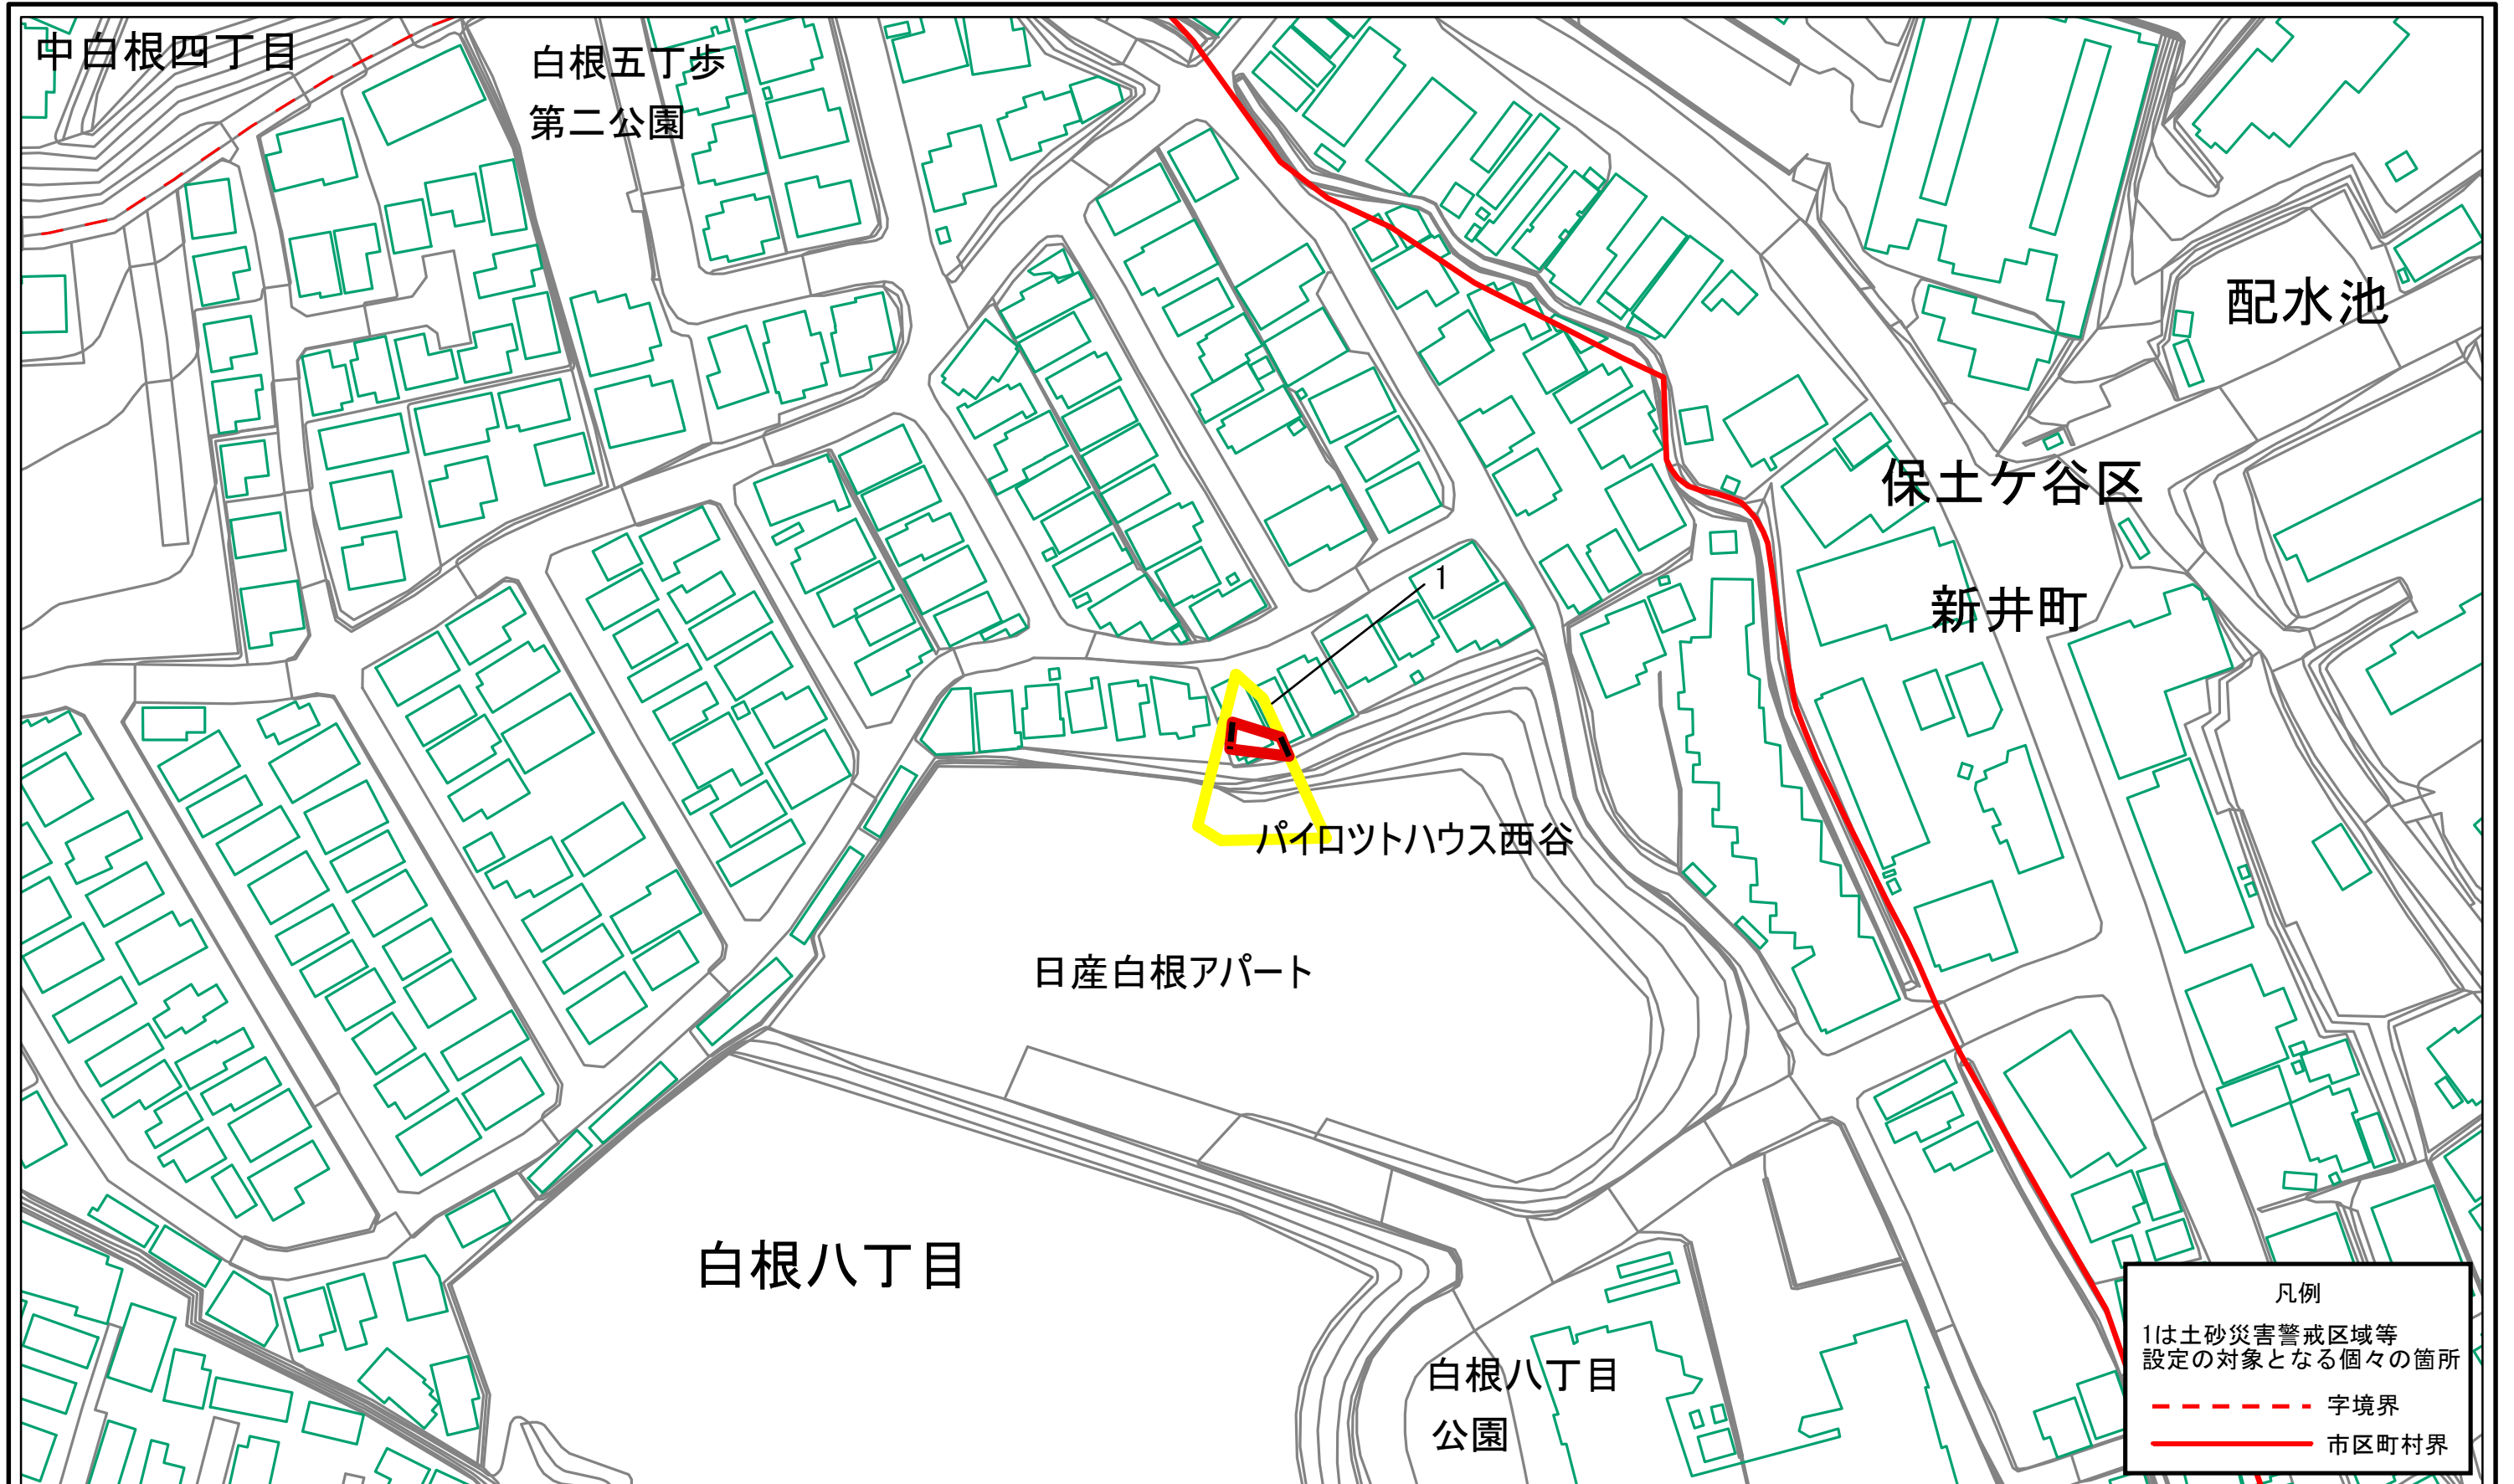 中白根四丁目
白根五丁歩
第二公園
配水池
保土ケ谷区
新井町
1
パイロツトハウス西谷
日産白根アパート
白根八丁目
白根八丁目
公園
凡例
1は土砂災害警戒区域等
設定の対象となる個々の箇所
字境界
市区町村界